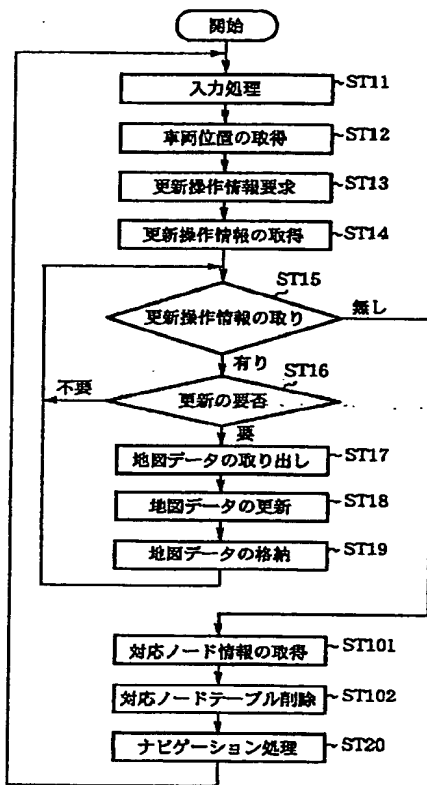 開始
入力処理 ST11
車両位置の取得 ST12
更新操作情報要求 ST13
更新操作情報の取得 ST14
ST15
更新操作情報の取り 無し
有り ST16
不要 更新の要否
要
地図データの取り出し ST17
地図データの更新 ST18
地図データの格納 ST19
対応ノード情報の取得 ST101
対応ノードテーブル削除 ST102
ナビゲーション処理 ST20